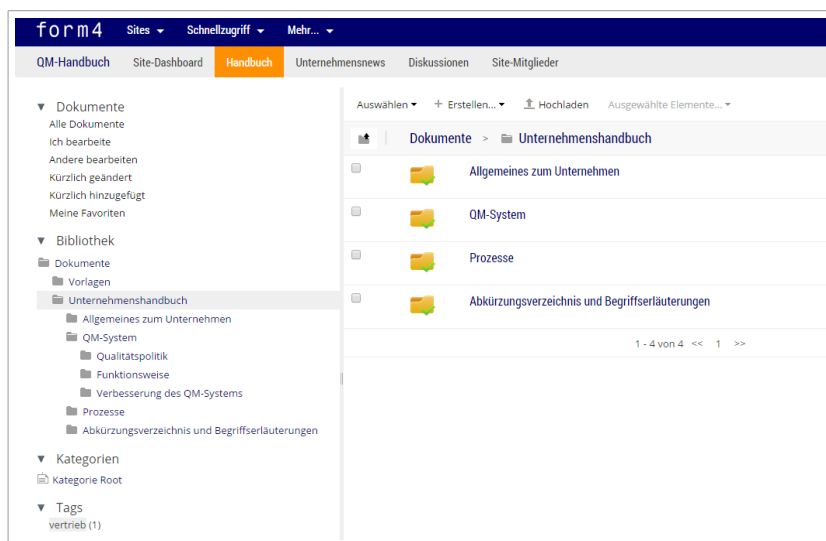 form4 Sites Schnellzugriff Mehr...
QM-Handbuch Site-Dashboard Handbuch Unternehmensnews Diskussionen Site-Mitglieder
Dokumente
Alle Dokumente
Ich bearbeite
Andere bearbeiten
Kürzlich geändert
Kürzlich hinzugefügt
Meine Favoriten
Bibliothek
Dokumente
Vorlagen
Unternehmenshandbuch
Allgemeines zum Unternehmen
QM-System
Qualitätspolitik
Funktionsweise
Verbesserung des QM-Systems
Prozesse
Abkürzungsverzeichnis und Begriffserläuterungen
Kategorien
Kategorie Root
Tags
vertrieb (1)
Auswählen + Erstellen... Hochladen Ausgewählte Elemente...
Dokumente > Unternehmenshandbuch
Allgemeines zum Unternehmen
QM-System
Prozesse
Abkürzungsverzeichnis und Begriffserläuterungen
1 - 4 von 4 << 1 >>